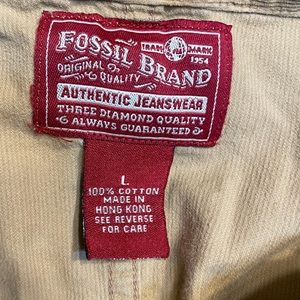 TRADE MARK
FOSSIL BRAND
1954
ORIGINAL QUALITY
AUTHENTIC JEANSWEAR
THREE DIAMOND QUALITY
ALWAYS GUARANTEED
L
100% COTTON
MADE IN
HONG KONG
SEE REVERSE
FOR CARE